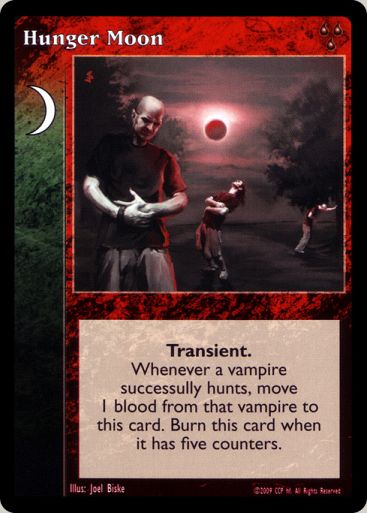 Hunger Moon
Transient.
Whenever a vampire
successully hunts, move
1 blood from that vampire to
this card. Burn this card when
it has five counters.
Illus: Joel Biske
©2009 CCP hf. All Rights Reserved